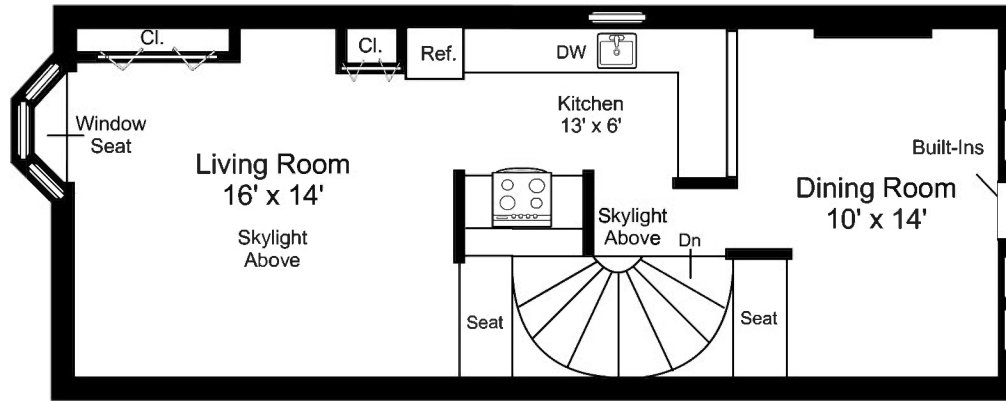 Cl.
Cl.
Ref.
DW
Kitchen
13' x 6'
Window
Seat
Living Room
16' x 14'
Skylight
Above
Skylight
Above
Dn
Built-Ins
Dining Room
10' x 14'
Seat
Seat